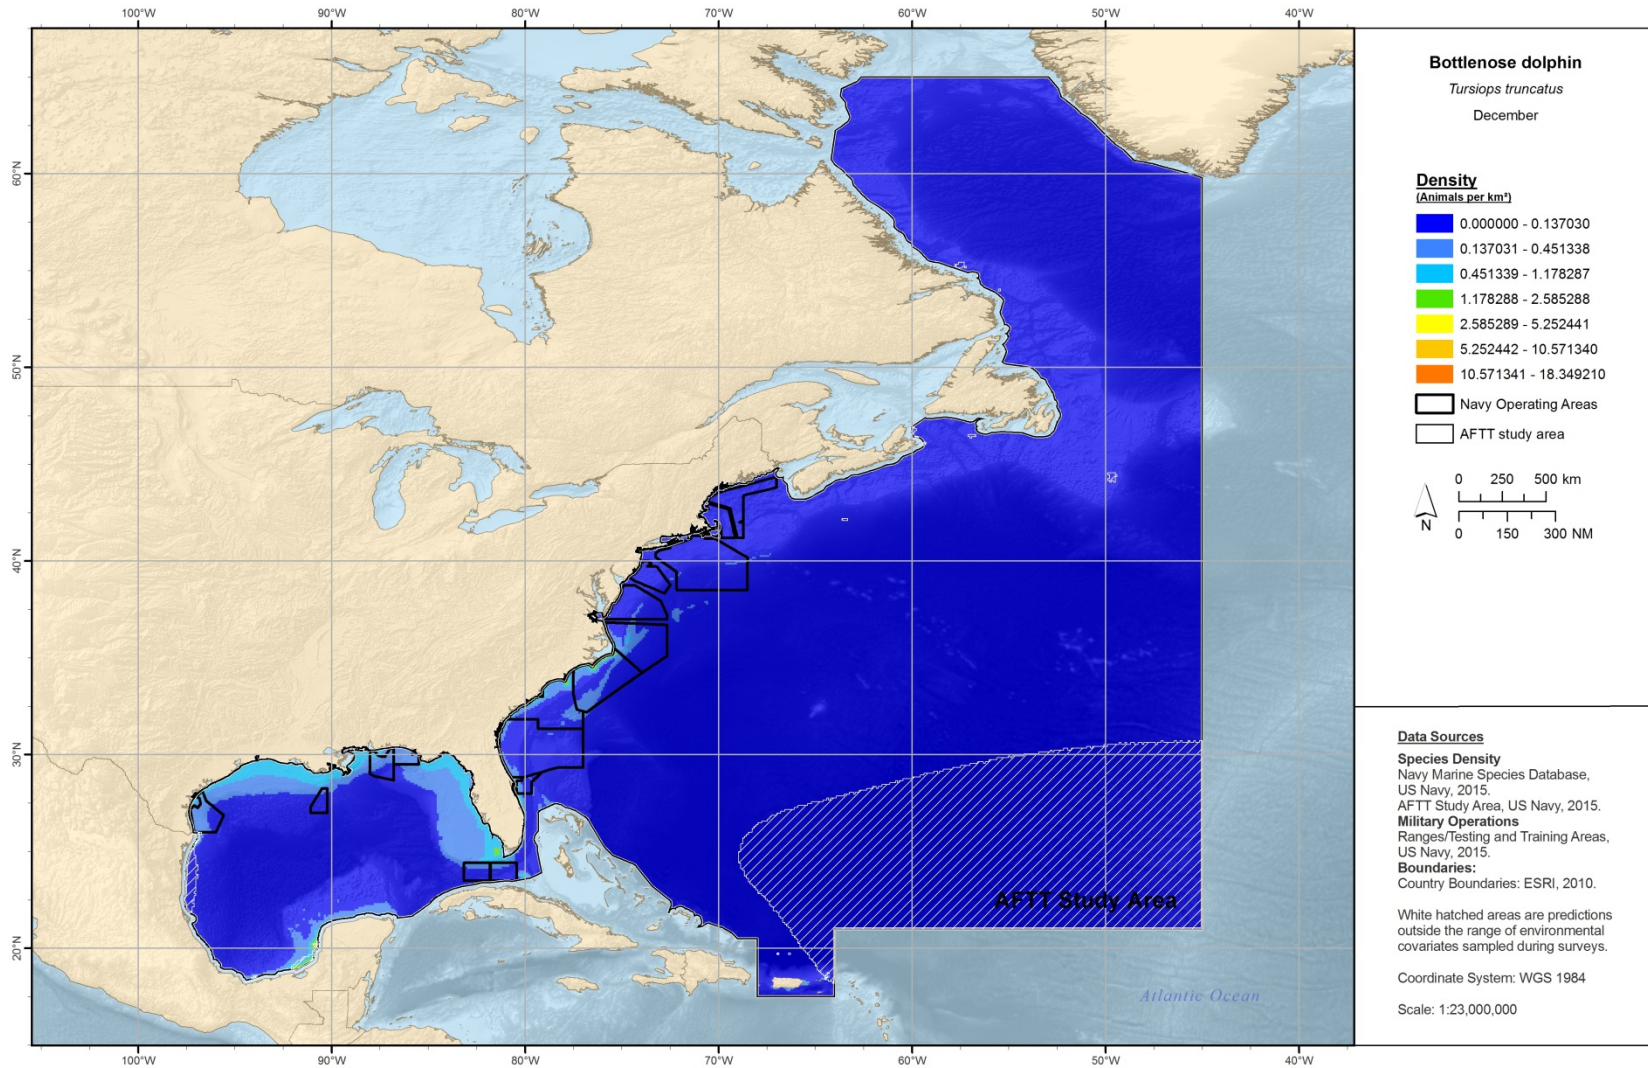 100°W 90°W 80°W 70°W 60°W 50°W 40°W
60°N
50°N
40°N
30°N
20°N
60°N
50°N
40°N
30°N
20°N
AFTT Study Area
Atlantic Ocean
100°W 90°W 80°W 70°W 60°W 50°W 40°W
Bottlenose dolphin
Tursiops truncatus
December
Density
(Animals per km²)
0.000000 - 0.137030
0.137031 - 0.451338
0.451339 - 1.178287
1.178288 - 2.585288
2.585289 - 5.252441
5.252442 - 10.571340
10.571341 - 18.349210
Navy Operating Areas
AFTT study area
N
0 250 500 km
0 150 300 NM
Data Sources
Species Density
Navy Marine Species Database,
US Navy, 2015.
AFTT Study Area, US Navy, 2015.
Military Operations
Ranges/Testing and Training Areas,
US Navy, 2015.
Boundaries:
Country Boundaries: ESRI, 2010.
White hatched areas are predictions
outside the range of environmental
covariates sampled during surveys.
Coordinate System: WGS 1984
Scale: 1:23,000,000